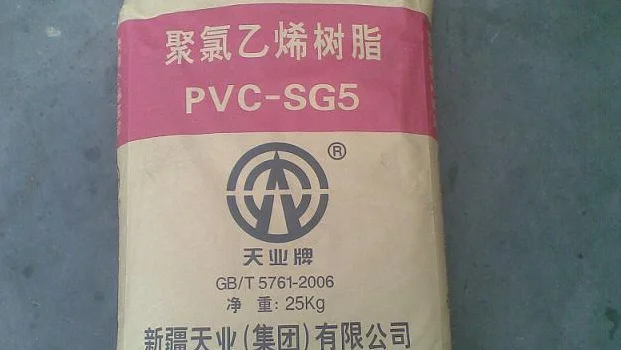 聚氯乙烯树脂
PVC-SG5
®
天业牌
GB/T 5761-2006
净 重: 25Kg
新疆天业(集团)有限公司